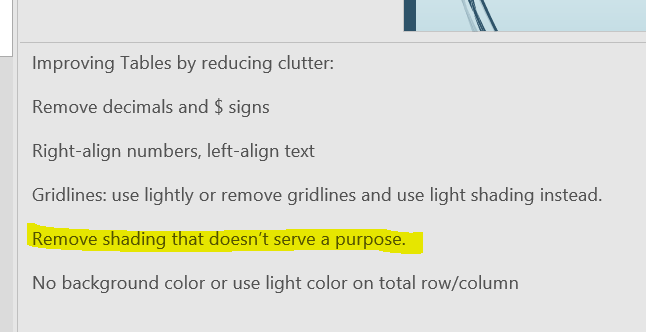 Improving Tables by reducing clutter:
Remove decimals and $ signs
Right-align numbers, left-align text
Gridlines: use lightly or remove gridlines and use light shading instead.
Remove shading that doesn’t serve a purpose.
No background color or use light color on total row/column